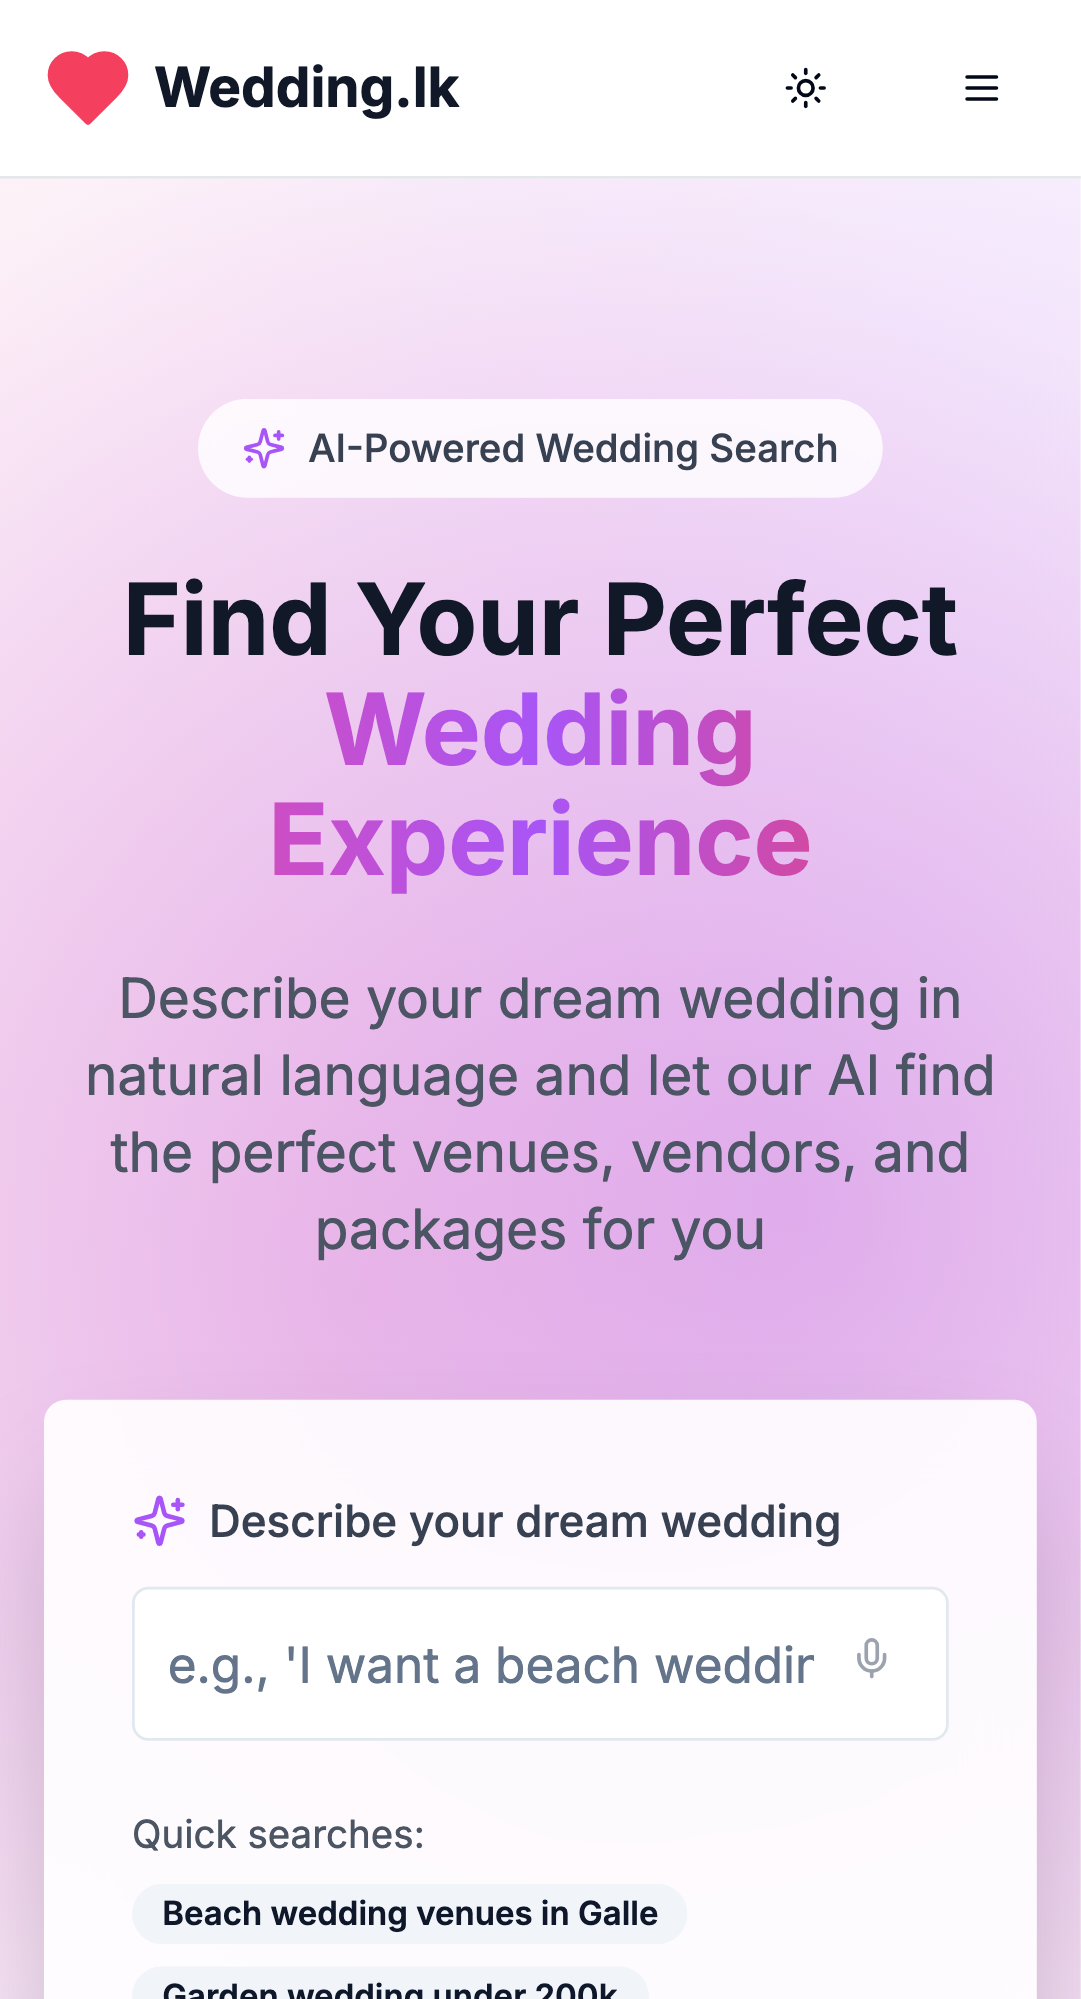 Wedding.lk
AI-Powered Wedding Search
Find Your Perfect
Wedding
Experience
Describe your dream wedding in
natural language and let our AI find
the perfect venues, vendors, and
packages for you
Describe your dream wedding
e.g., 'I want a beach weddin
Quick searches:
Beach wedding venues in Galle
Garden wedding under 200k